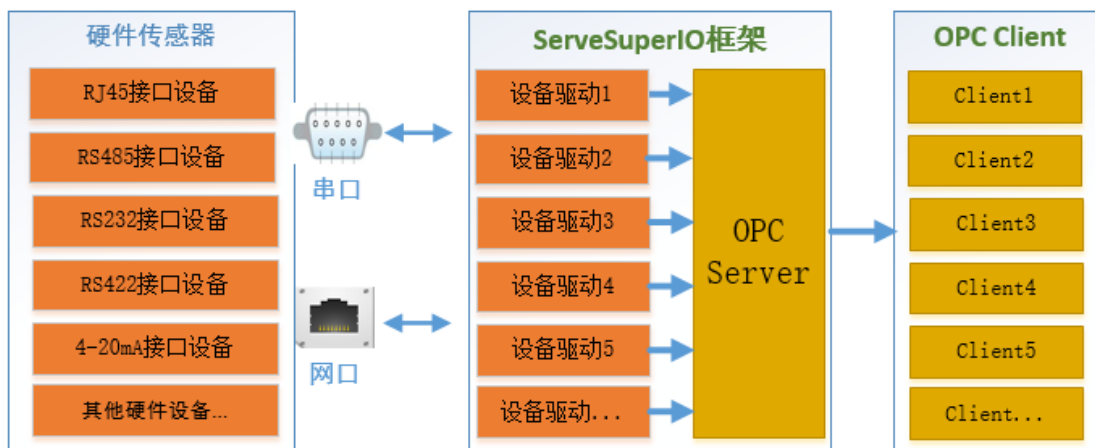 硬件传感器
RJ45接口设备
RS485接口设备
RS232接口设备
RS422接口设备
4-20mA接口设备
其他硬件设备...
串口
网口
ServeSuperIO框架
设备驱动1
设备驱动2
设备驱动3
设备驱动4
设备驱动5
设备驱动...
OPC
Server
OPC Client
Client1
Client2
Client3
Client4
Client5
Client...